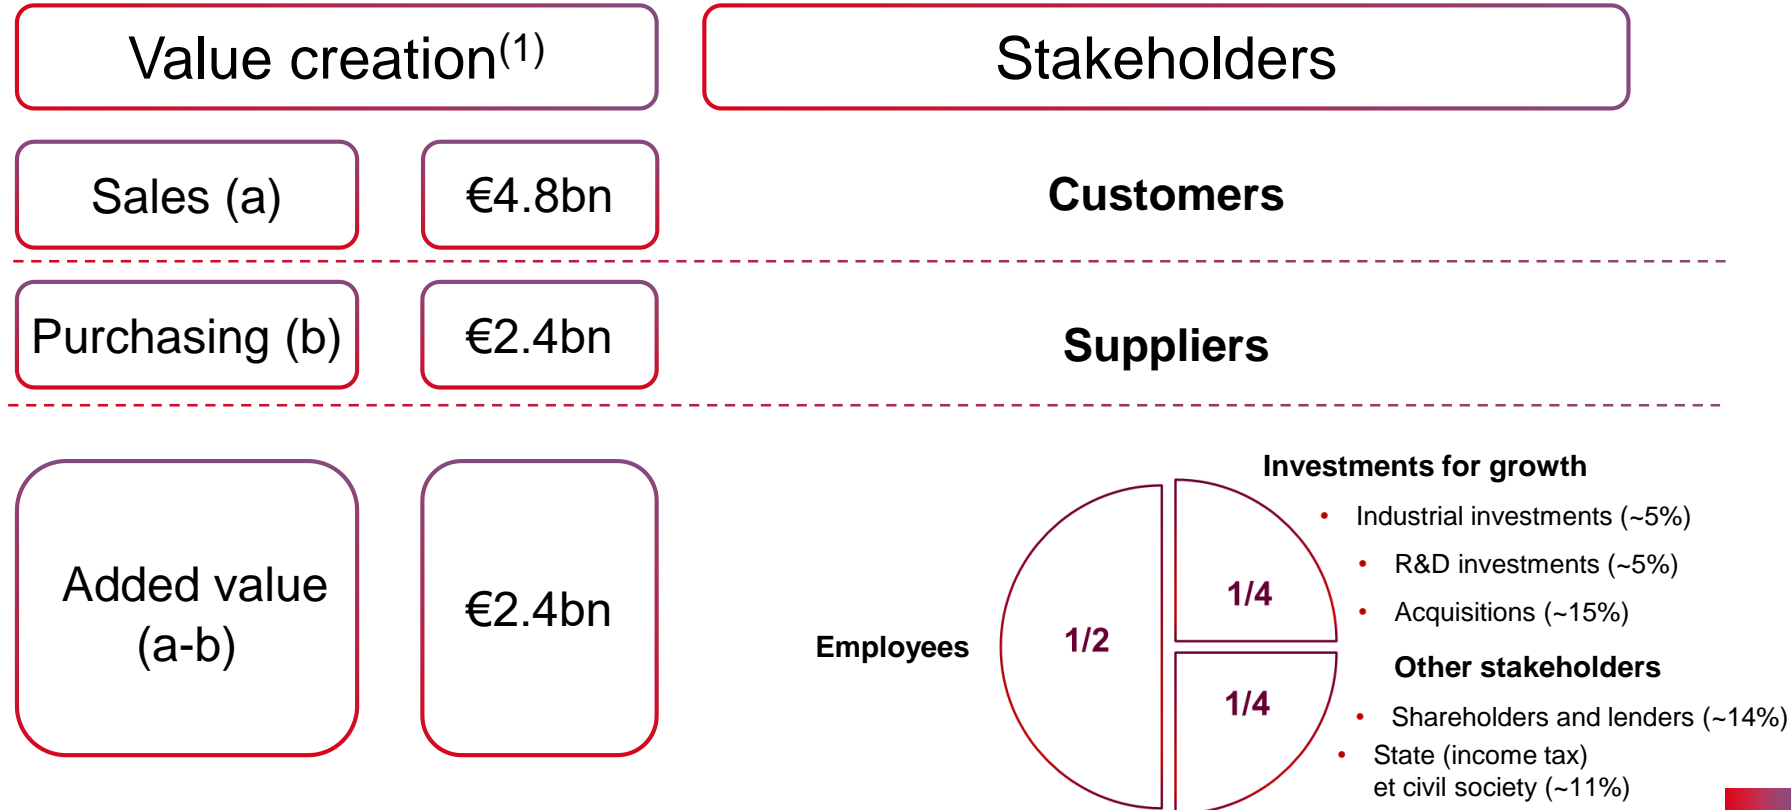 Value creation(1)
Stakeholders
Sales (a)
€4.8bn
Customers
Purchasing (b)
€2.4bn
Suppliers
Added value
(a-b)
€2.4bn
Employees
1/2
1/4
1/4
Investments for growth
• Industrial investments (~5%)
• R&D investments (~5%)
• Acquisitions (~15%)
Other stakeholders
• Shareholders and lenders (~14%)
• State (income tax)
et civil society (~11%)